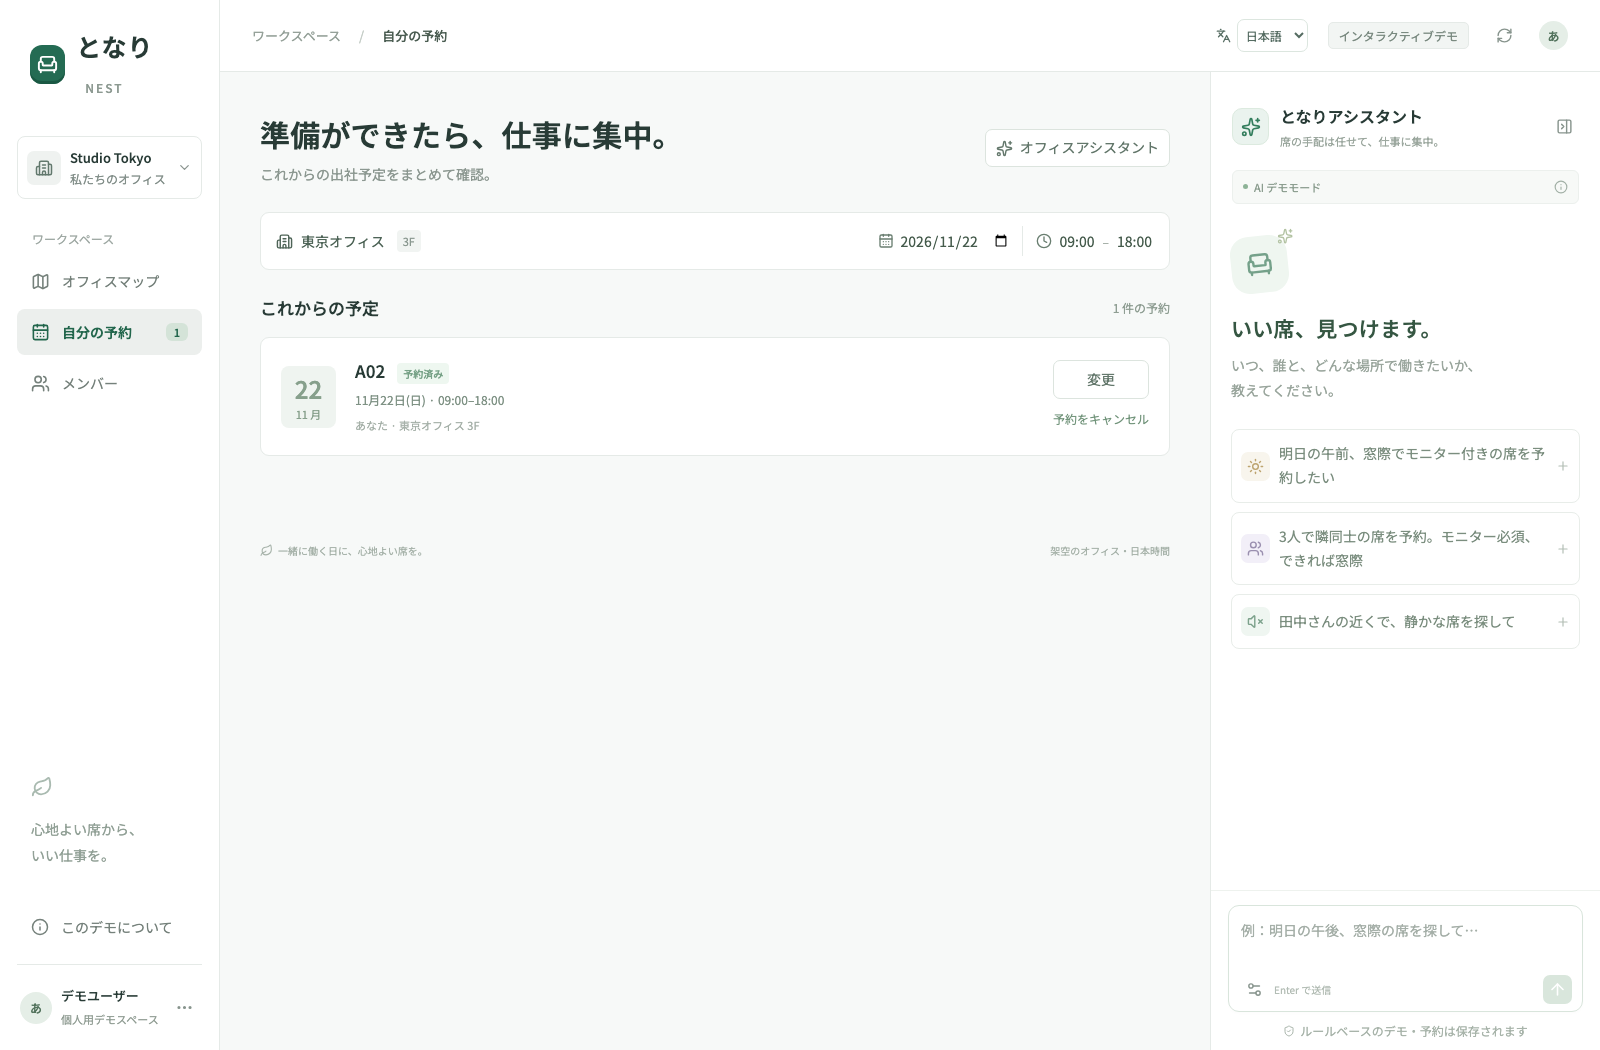 となり
NEST
Studio Tokyo
私たちのオフィス
ワークスペース
オフィスマップ
自分の予約
1
メンバー
心地よい席から、
いい仕事を。
このデモについて
あ
デモユーザー
個人用デモスペース
ワークスペース / 自分の予約
日本語
インタラクティブデモ
あ
準備ができたら、仕事に集中。
これからの出社予定をまとめて確認。
オフィスアシスタント
東京オフィス 3F
2026/11/22
09:00 – 18:00
これからの予定
1 件の予約
22
11 月
A02 予約済み
11月22日(日) · 09:00–18:00
あなた · 東京オフィス 3F
変更
予約をキャンセル
一緒に働く日に、心地よい席を。
架空のオフィス・日本時間
となりアシスタント
席の手配は任せて、仕事に集中。
AI デモモード
いい席、見つけます。
いつ、誰と、どんな場所で働きたいか、
教えてください。
明日の午前、窓際でモニター付きの席を予
約したい
3人で隣同士の席を予約。モニター必須、
できれば窓際
田中さんの近くで、静かな席を探して
例：明日の午後、窓際の席を探して…
Enter で送信
ルールベースのデモ・予約は保存されます